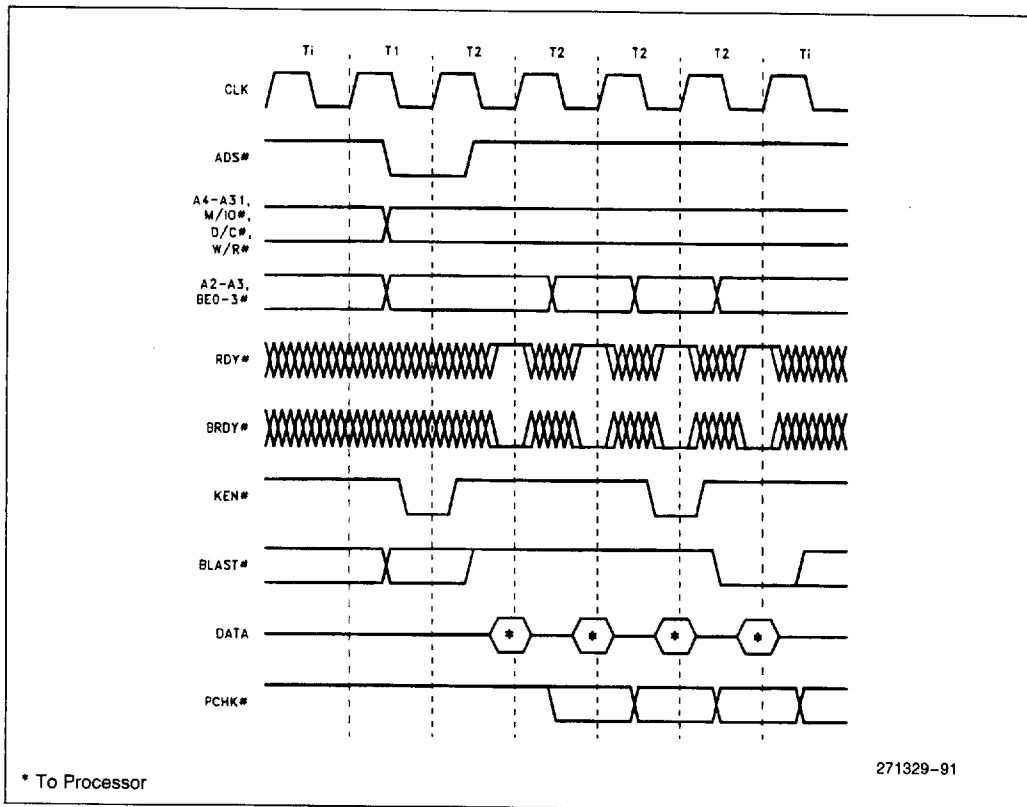 Ti T1 T2 T2 T2 T2 Ti
CLK
ADS#
A4-A31,
M/IO#,
D/C#,
W/R#
A2-A3,
BE0-3#
RDY#
BRDY#
KEN#
BLAST#
DATA
* * * *
PCHK#
* To Processor
271329-91